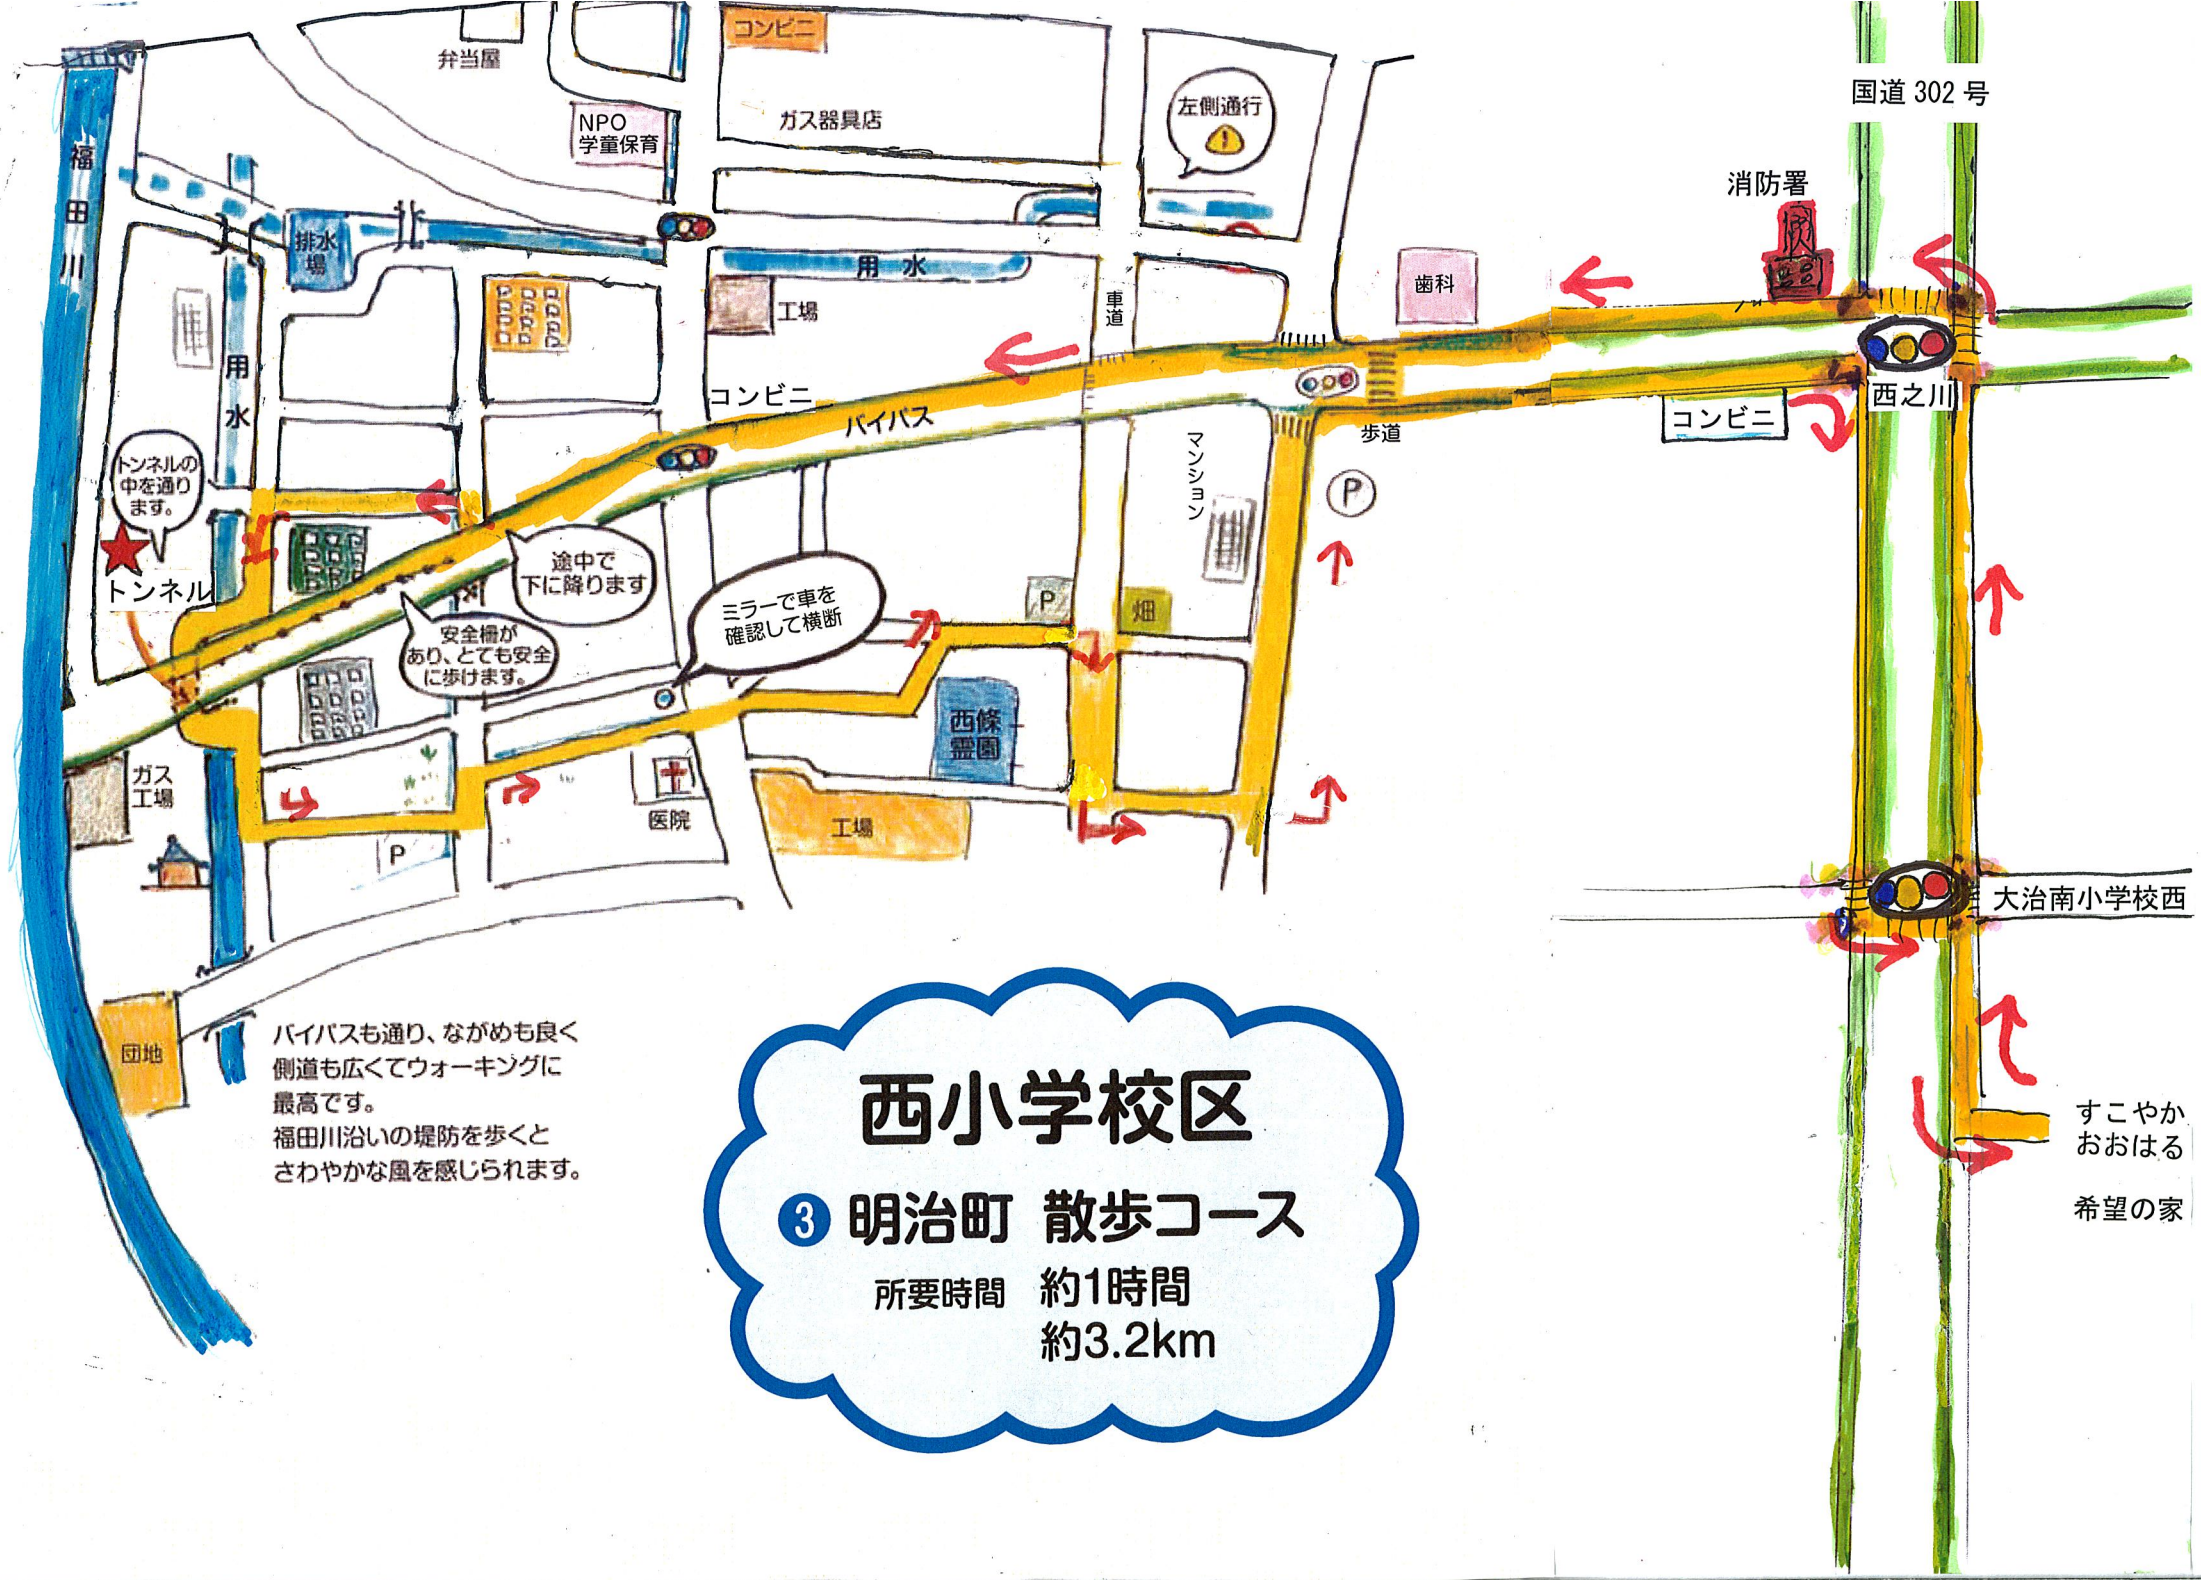 コンビニ
弁当屋
国道 302 号
左側通行
NPO
学童保育
ガス器具店
福田川
消防署
排水
場
用 水
歯科
車道
工場
用水
コンビニ
西之川
バイパス
コンビニ
歩道
マンション
トンネルの
中を通り
ます。
P
途中で
下に降ります
トンネル
ミラーで車を
確認して横断
P
畑
安全柵が
あり、とても安全
に歩けます。
西條
霊園
ガス
工場
医院
工場
P
大治南小学校西
団地
バイパスも通り、ながめも良く
側道も広くてウォーキングに
最高です。
福田川沿いの堤防を歩くと
さわやかな風を感じられます。
西小学校区
3 明治町 散歩コース
所要時間 約1時間
約3.2km
すこやか
おおはる
希望の家